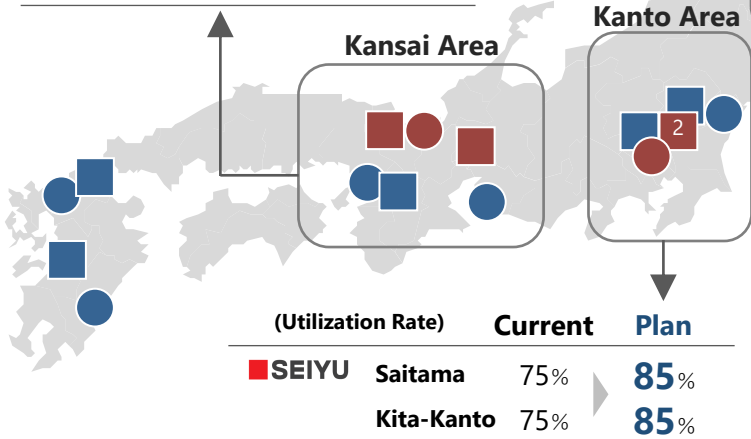 Kanto Area
Kansai Area
2
(Utilization Rate) Current Plan
SEIYU Saitama 75% 85%
Kita-Kanto 75% 85%